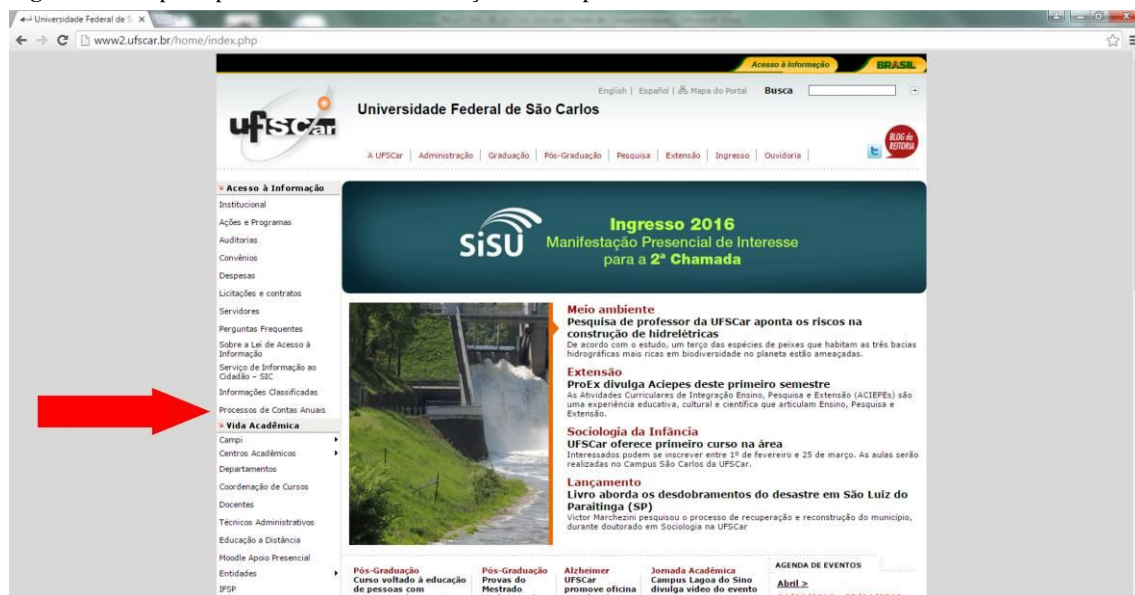 Universidade Federal de S
www2.ufscar.br/home/index.php
Acesso à Informação
BRASIL
English | Español | Mapa do Portal Busca
ufscar
Universidade Federal de São Carlos
BLOG da
REITORIA
A UFSCar | Administração | Graduação | Pós-Graduação | Pesquisa | Extensão | Ingresso | Ouvidoria |
» Acesso à Informação
Institucional
Ações e Programas
Auditorias
Convênios
Despesas
Licitações e contratos
Servidores
Perguntas Frequentes
Sobre a Lei de Acesso à
Informação
Serviço de Informação ao
Cidadão – SIC
Informações Classificadas
Processos de Contas Anuais
» Vida Acadêmica
Campi
Centros Acadêmicos
Departamentos
Coordenação de Cursos
Docentes
Técnicos Administrativos
Educação a Distância
Moodle Apoio Presencial
Entidades
IFSP
sisu
Ingresso 2016
Manifestação Presencial de Interesse
para a 2ª Chamada
Meio ambiente
Pesquisa de professor da UFSCar aponta os riscos na
construção de hidrelétricas
De acordo com o estudo, um terço das espécies de peixes que habitam as três bacias
hidrográficas mais ricas em biodiversidade no planeta estão ameaçadas.
Extensão
ProEx divulga Aciepes deste primeiro semestre
As Atividades Curriculares de Integração Ensino, Pesquisa e Extensão (ACIEPEs) são
uma experiência educativa, cultural e científica que articulam Ensino, Pesquisa e
Extensão.
Sociologia da Infância
UFSCar oferece primeiro curso na área
Interessados podem se inscrever entre 1º de fevereiro e 25 de março. As aulas serão
realizadas no Campus São Carlos da UFSCar.
Lançamento
Livro aborda os desdobramentos do desastre em São Luiz do
Paraitinga (SP)
Victor Marchezini pesquisou o processo de recuperação e reconstrução do município,
durante doutorado em Sociologia na UFSCar
Pós-Graduação
Curso voltado à educação
de pessoas com
Pós-Graduação
Provas do
Mestrado
Alzheimer
UFSCar
promove oficina
Jornada Acadêmica
Campus Lagoa do Sino
divulga vídeo do evento
AGENDA DE EVENTOS
Abril >